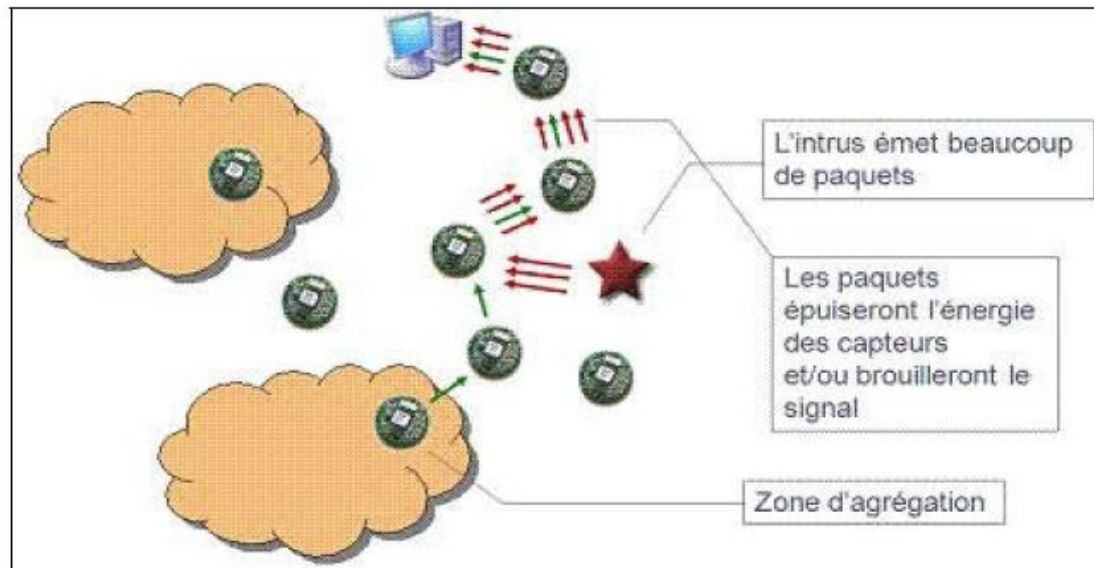 L'intrus émet beaucoup
de paquets
Les paquets
épuiseront l'énergie
des capteurs
et/ou brouilleront le
signal
Zone d'agrégation